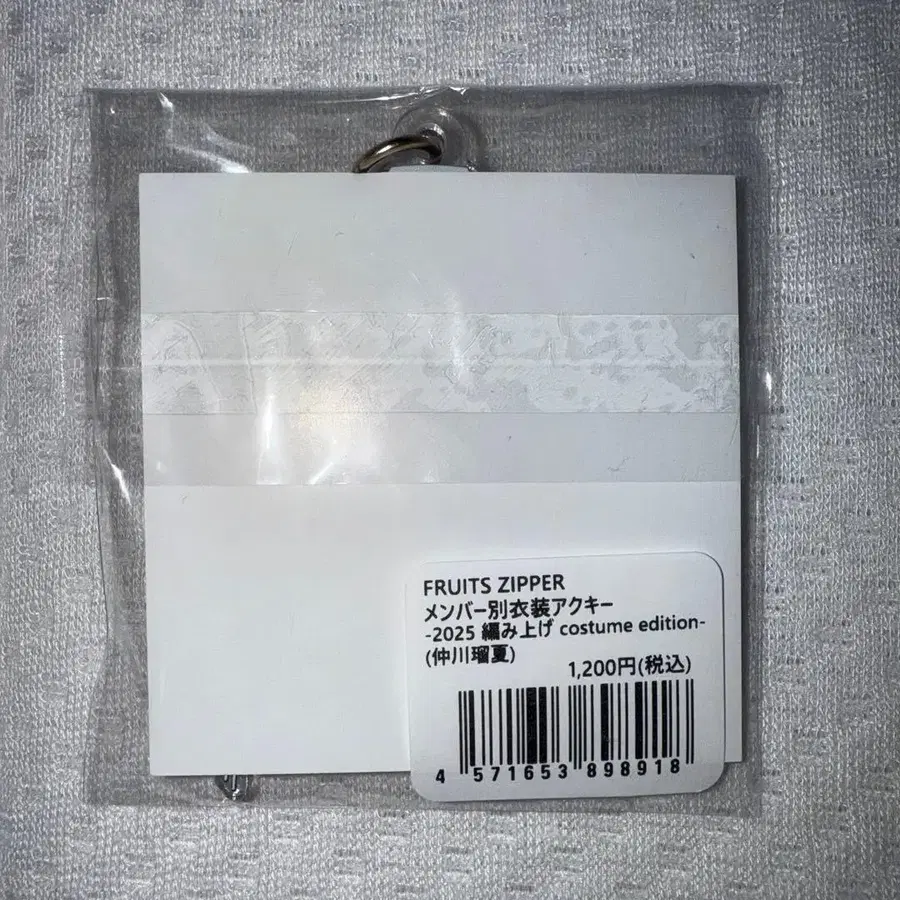 FRUITS ZIPPER
メンバー別衣装アクキー
-2025 編み上げ costume edition-
(仲川瑠夏)
1,200円(税込)
4 571653 898918